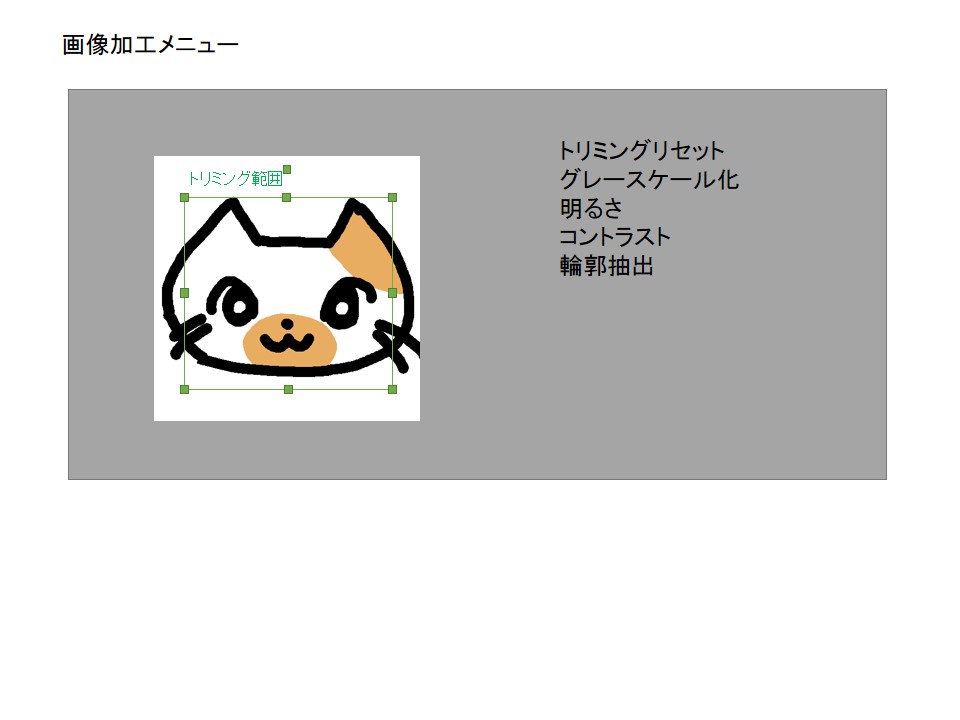 画像加工メニュー
トリミング範囲
トリミングリセット
グレースケール化
明るさ
コントラスト
輪郭抽出